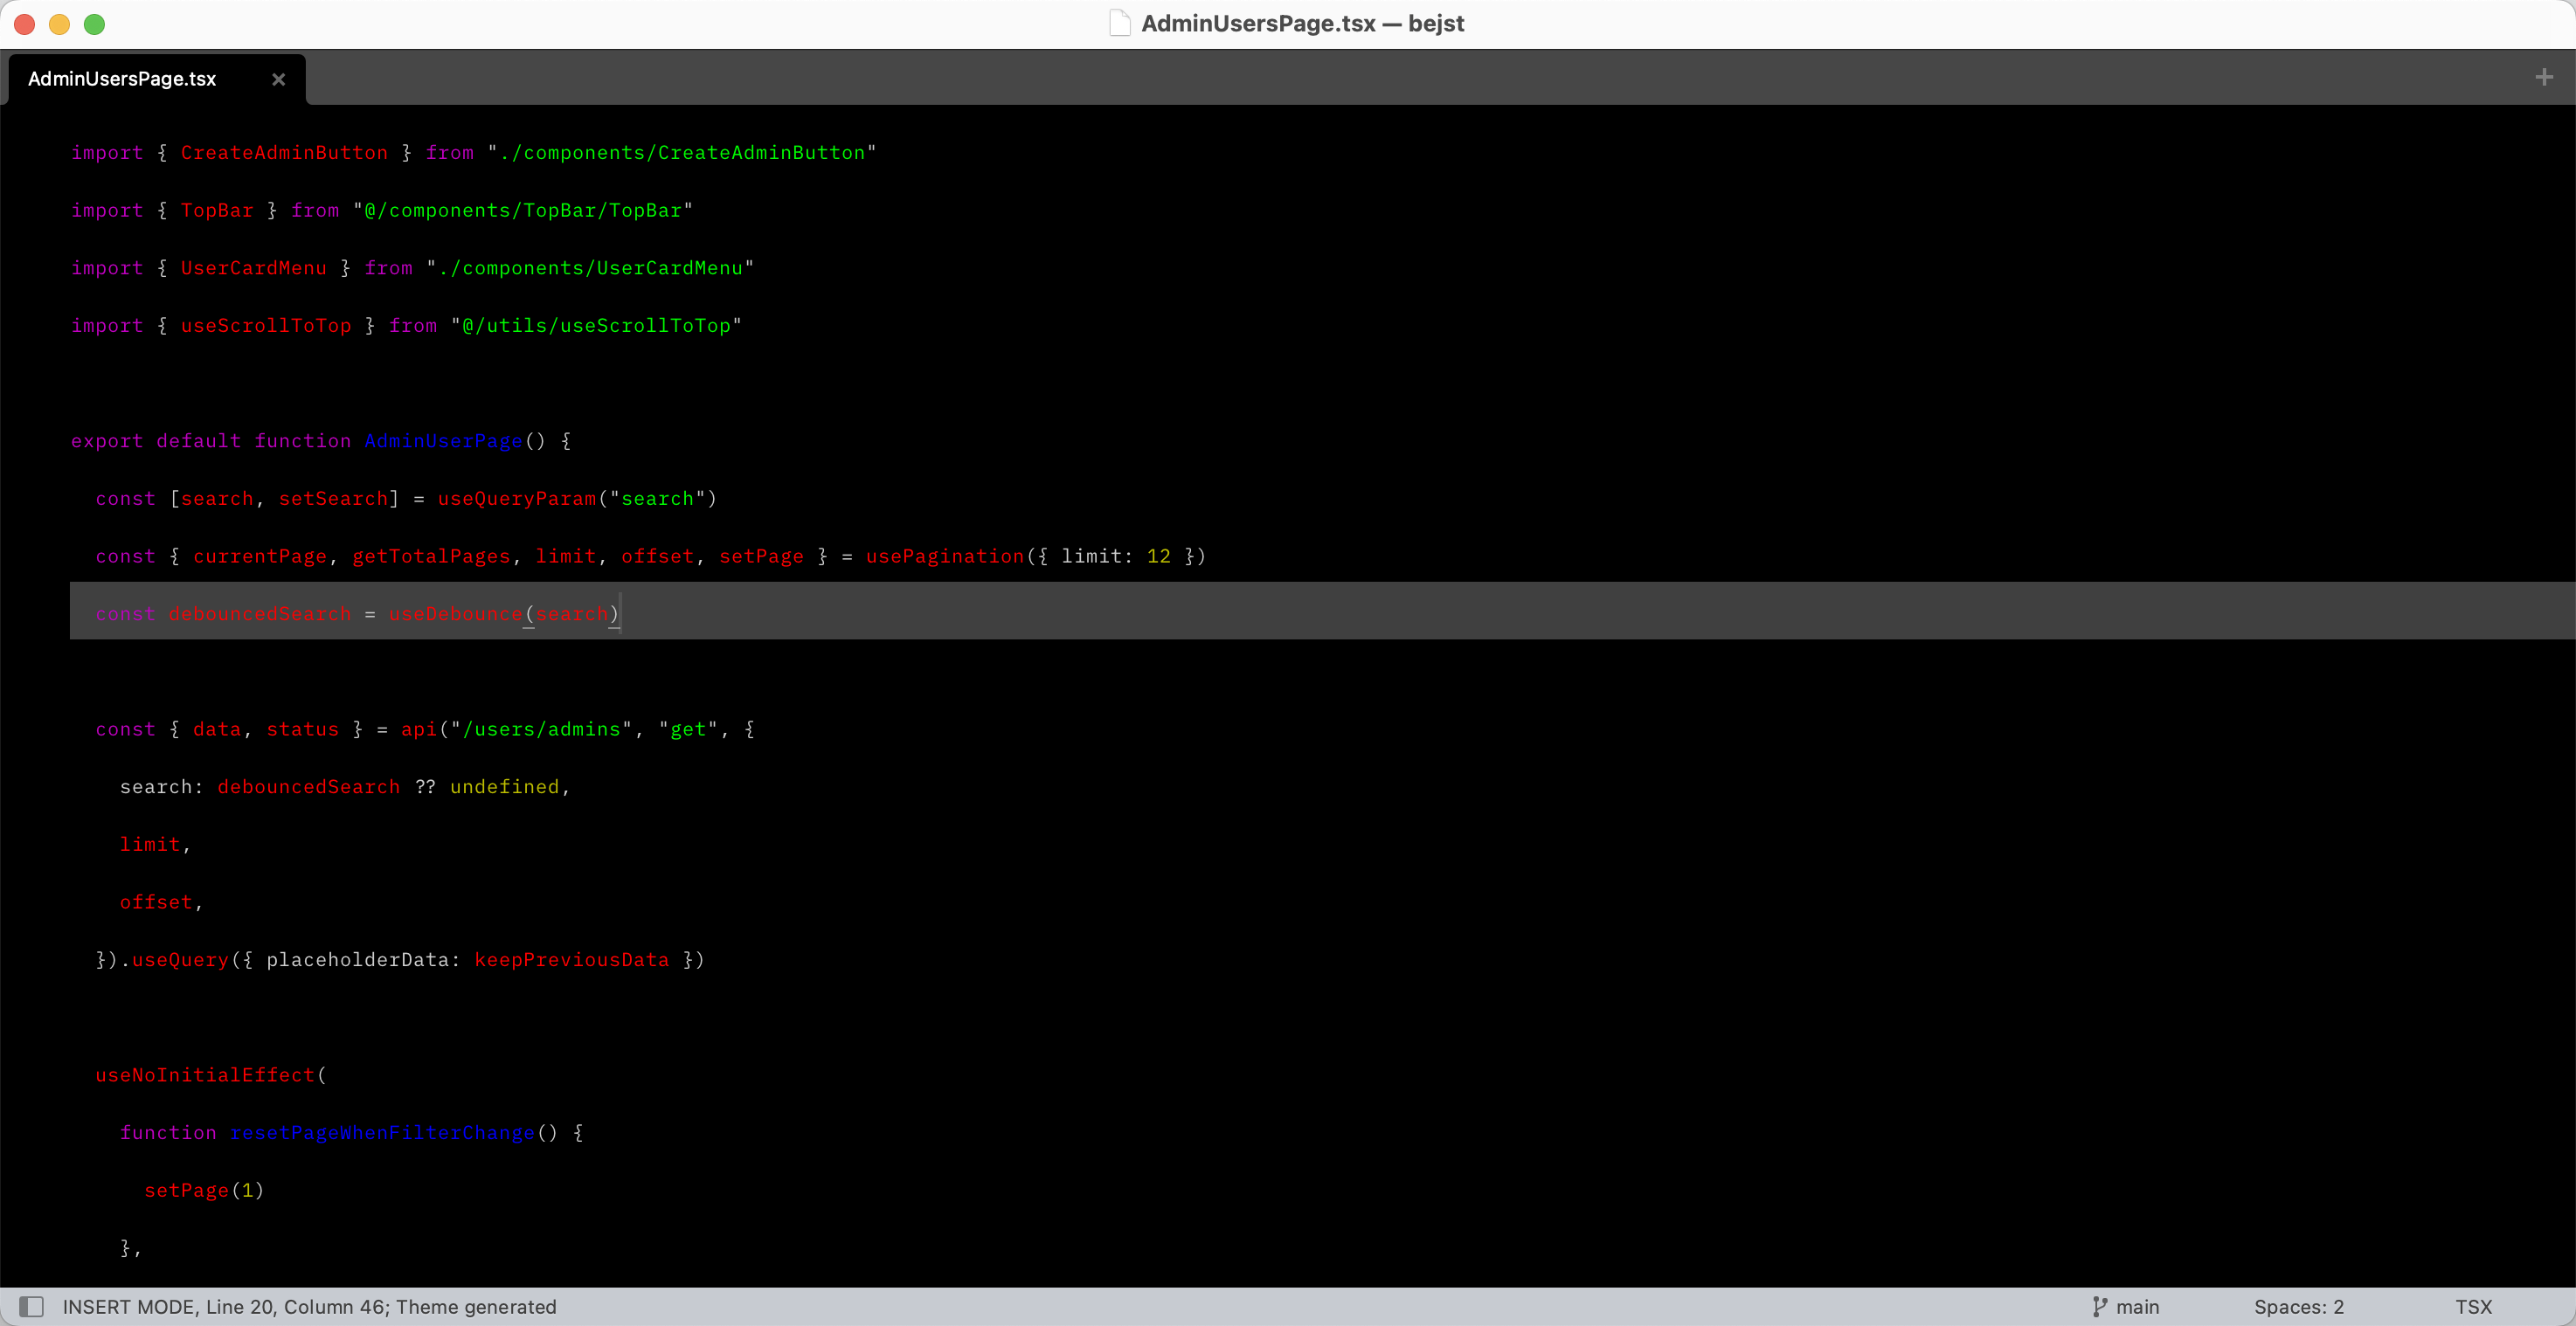 AdminUsersPage.tsx — bejst
AdminUsersPage.tsx
import { CreateAdminButton } from "./components/CreateAdminButton"
import { TopBar } from "@/components/TopBar/TopBar"
import { UserCardMenu } from "./components/UserCardMenu"
import { useScrollToTop } from "@/utils/useScrollToTop"
export default function AdminUserPage() {
const [search, setSearch] = useQueryParam("search")
const { currentPage, getTotalPages, limit, offset, setPage } = usePagination({ limit: 12 })
const debouncedSearch = useDebounce(search)
const { data, status } = api("/users/admins", "get", {
search: debouncedSearch ?? undefined,
limit,
offset,
}).useQuery({ placeholderData: keepPreviousData })
useNoInitialEffect(
function resetPageWhenFilterChange() {
setPage(1)
},
INSERT MODE, Line 20, Column 46; Theme generated
main
Spaces: 2
TSX